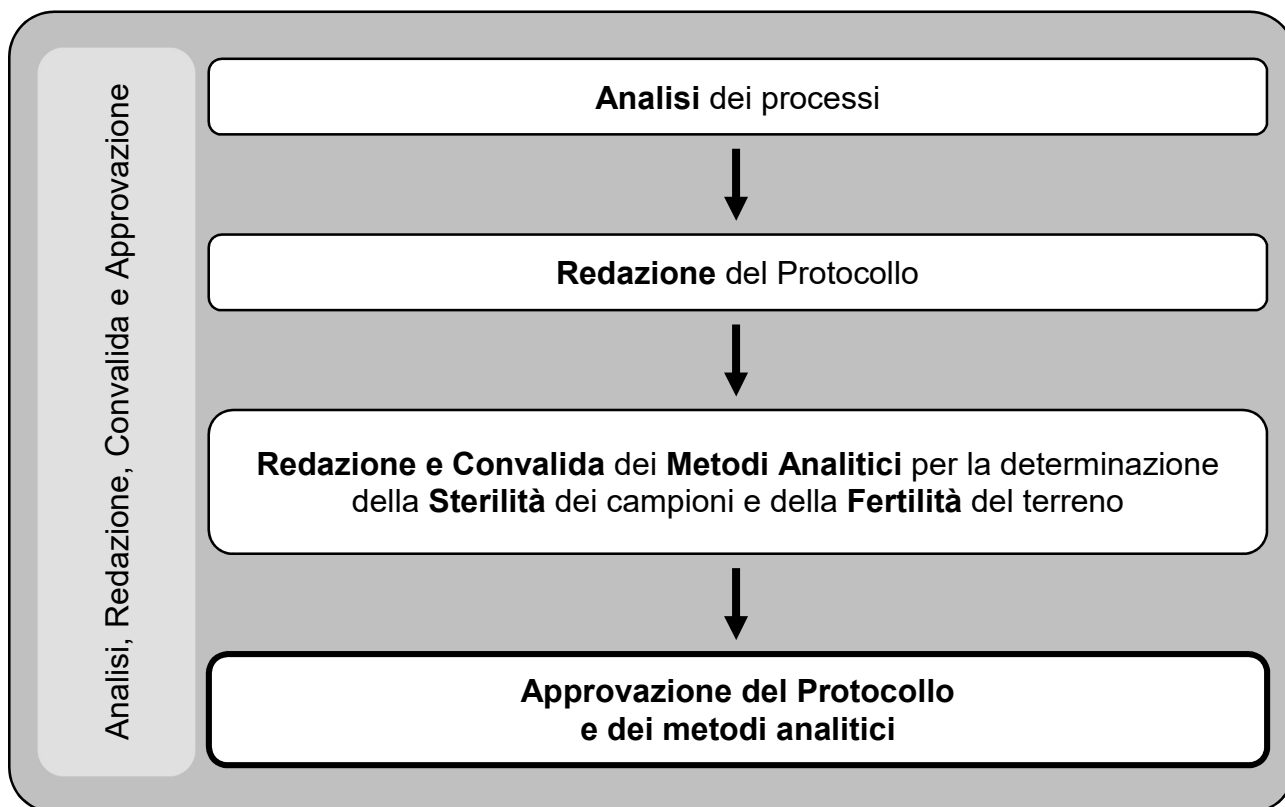 Analisi, Redazione, Convalida e Approvazione
Analisi dei processi
Redazione del Protocollo
Redazione e Convalida dei Metodi Analitici per la determinazione
della Sterilità dei campioni e della Fertilità del terreno
Approvazione del Protocollo
e dei metodi analitici